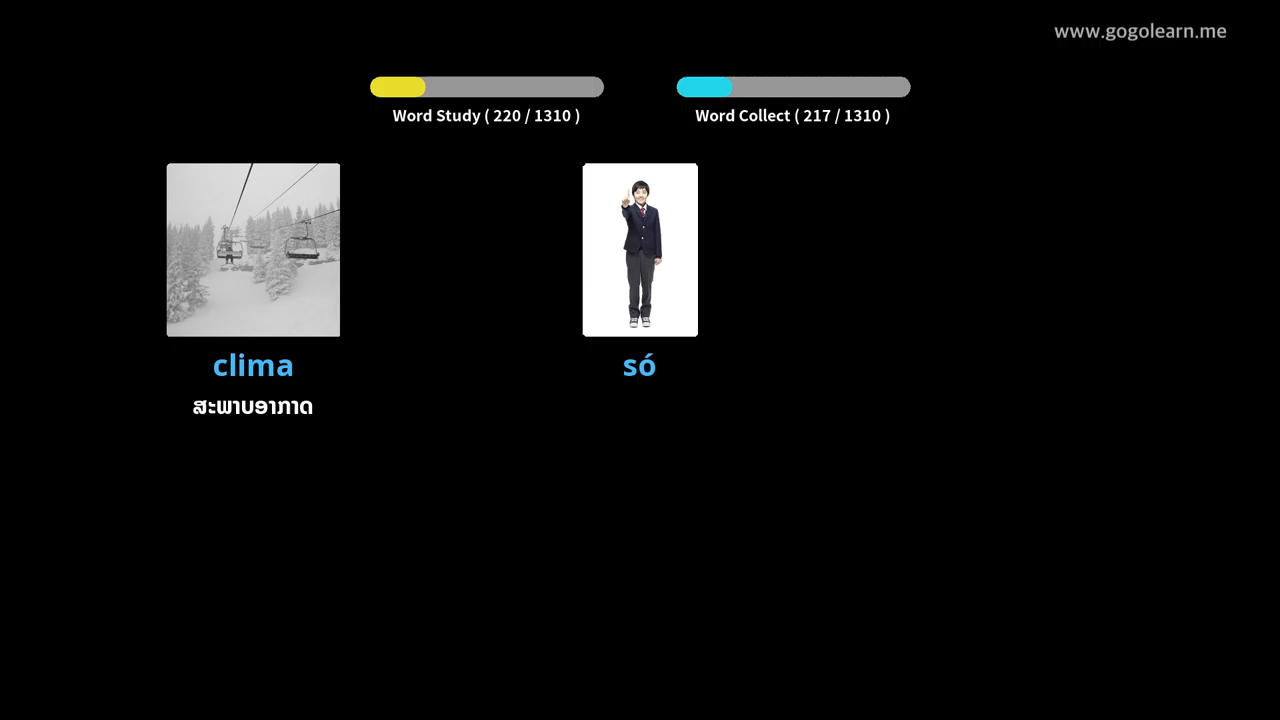 www.gogolearn.me
Word Study ( 220 / 1310 )
Word Collect ( 217 / 1310 )
clima
só
ສະພາບອາກາດ